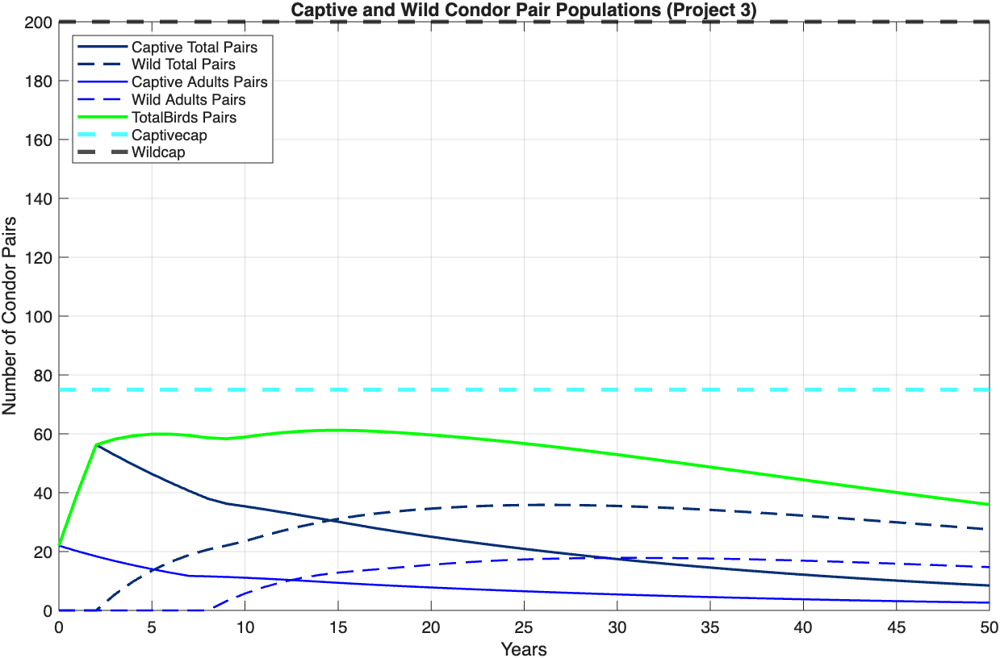 Captive and Wild Condor Pair Populations (Project 3)
200
180
160
140
120
100
80
60
40
20
0
Number of Condor Pairs
Captive Total Pairs
Wild Total Pairs
Captive Adults Pairs
Wild Adults Pairs
TotalBirds Pairs
Captivecap
Wildcap
0 5 10 15 20 25 30 35 40 45 50
Years